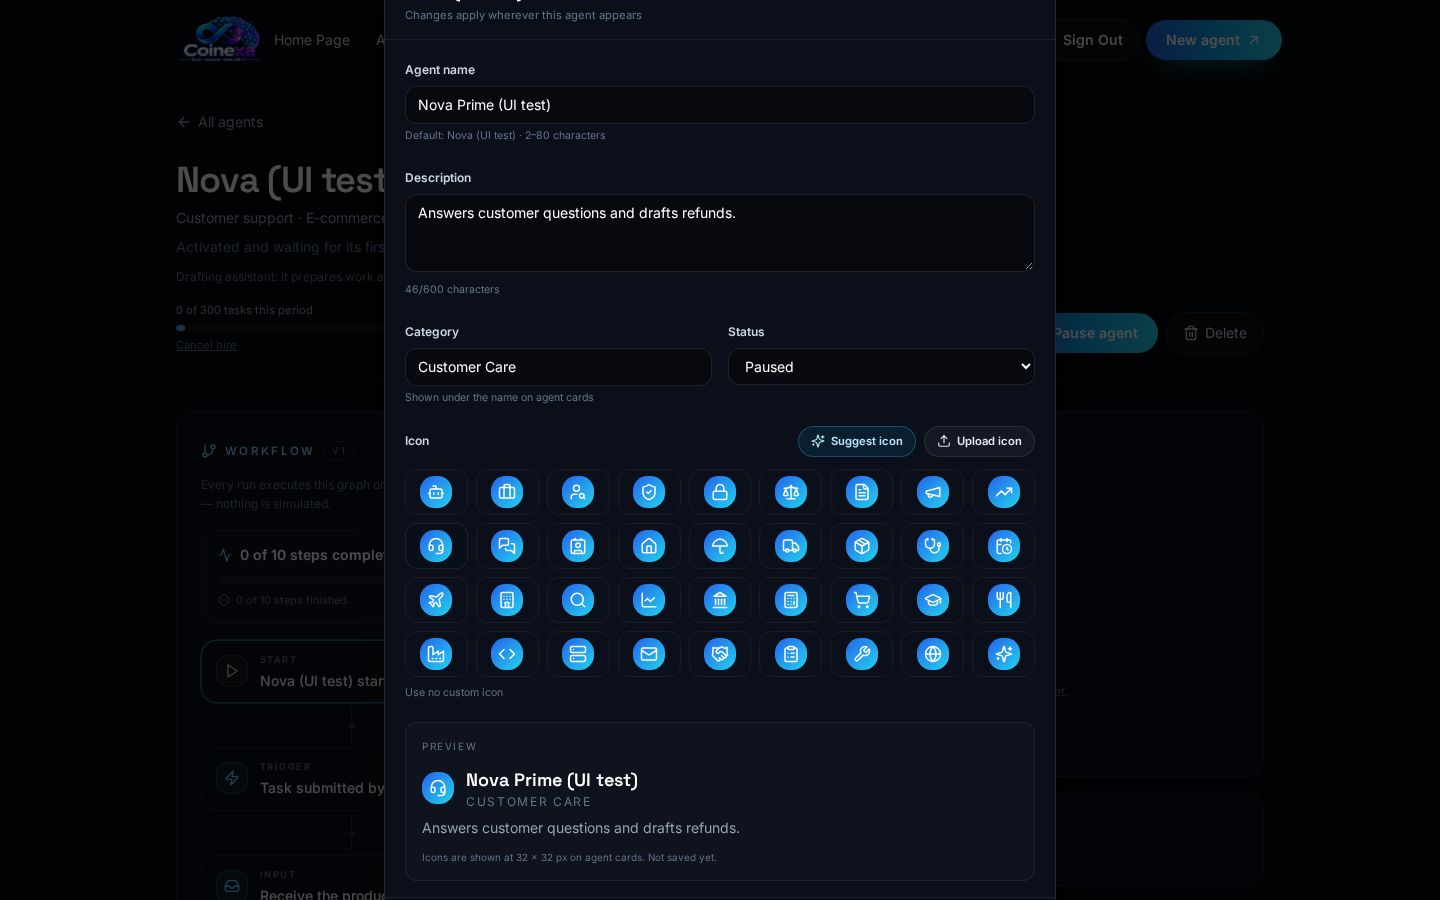 Changes apply wherever this agent appears
Coinexa
Home Page
Sign Out
New agent
Agent name
Nova Prime (UI test)
Default: Nova (UI test) · 2–80 characters
All agents
Nova (UI test
Customer support · E-commerce
Activated and waiting for its firs
Drafting assistant: it prepares work a
0 of 300 tasks this period
Cancel hire
Description
Answers customer questions and drafts refunds.
46/600 characters
Pause agent
Delete
Category
Status
Customer Care
Paused
Shown under the name on agent cards
Icon
Suggest icon
Upload icon
WORKFLOW
V1
Every run executes this graph on
— nothing is simulated.
0 of 10 steps complet
0 of 10 steps finished.
START
Nova (UI test) star
TRIGGER
Task submitted by
INPUT
Receive the produ
Use no custom icon
et.
PREVIEW
Nova Prime (UI test)
CUSTOMER CARE
Answers customer questions and drafts refunds.
Icons are shown at 32 × 32 px on agent cards. Not saved yet.